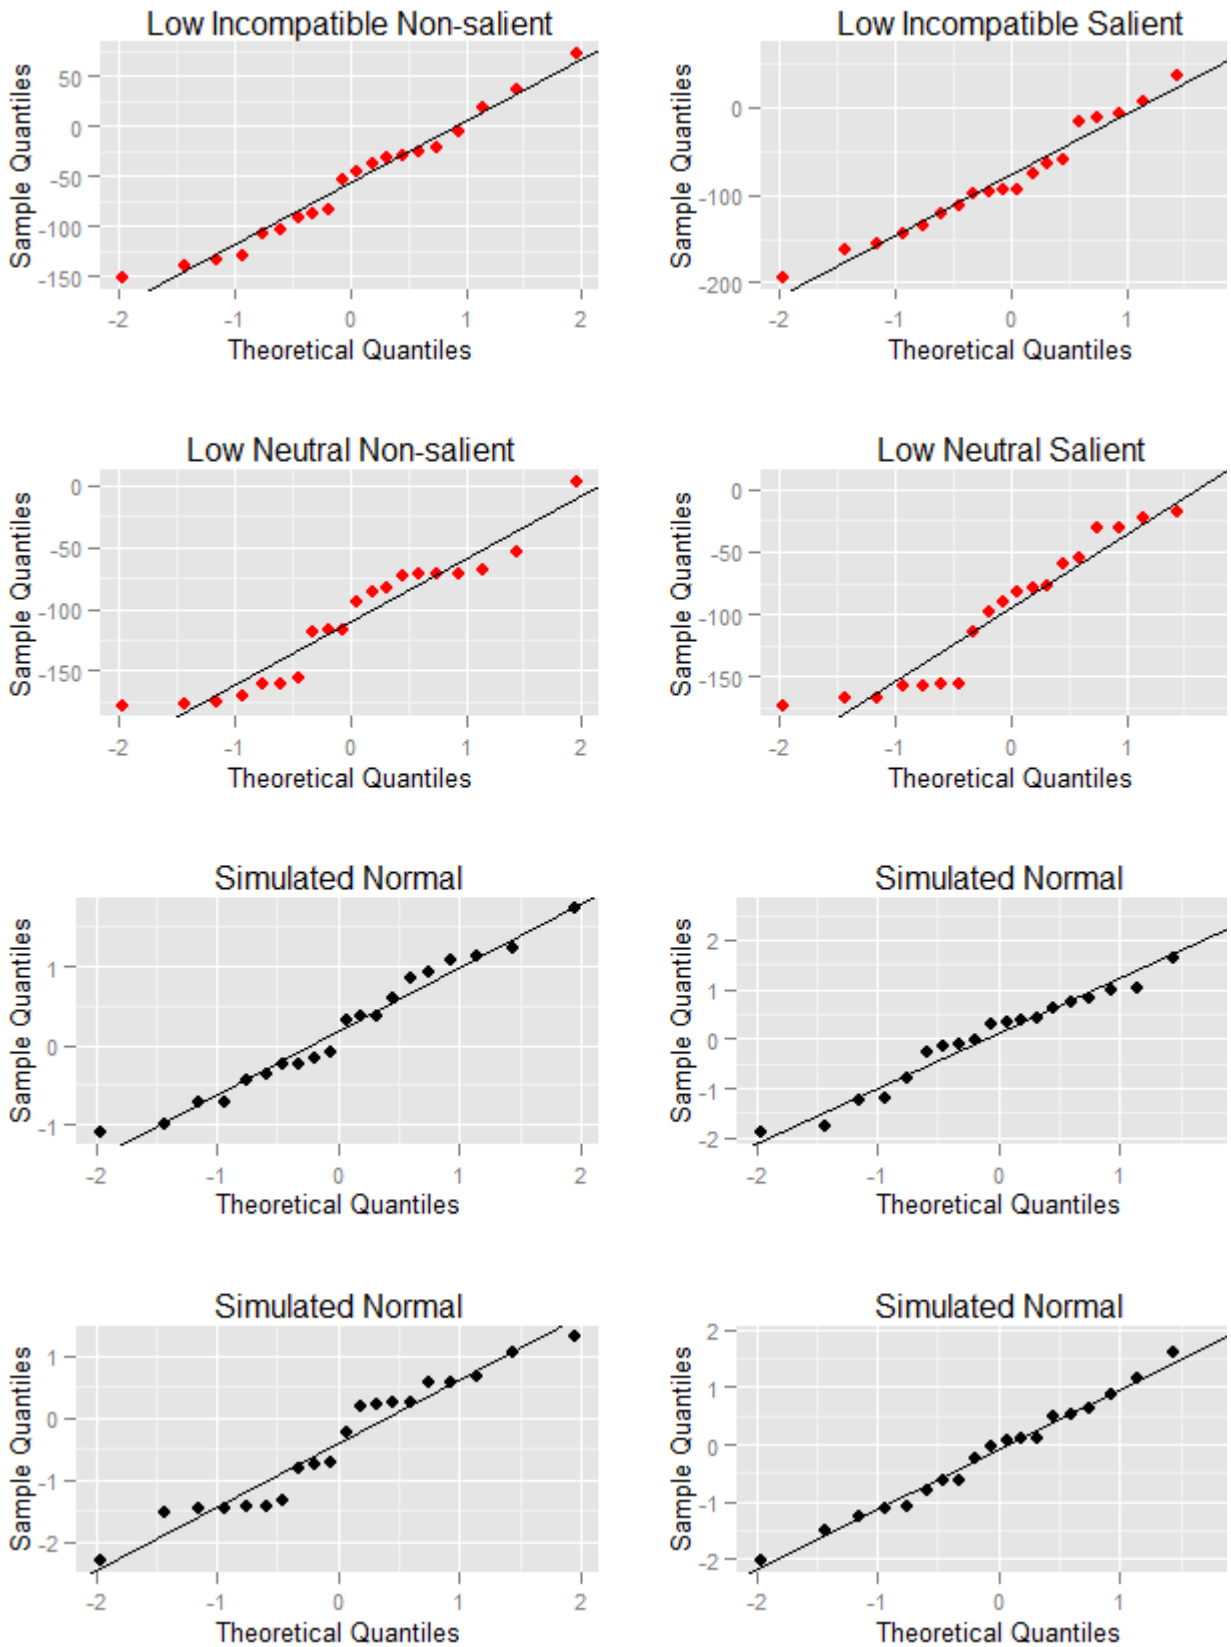 Low Incompatible Non-salient
Sample Quantiles
50
0
-50
-100
-150
-2 -1 0 1 2
Theoretical Quantiles
Low Incompatible Salient
Sample Quantiles
0
-100
-200
-2 -1 0 1
Theoretical Quantiles
Low Neutral Non-salient
Sample Quantiles
0
-50
-100
-150
-2 -1 0 1 2
Theoretical Quantiles
Low Neutral Salient
Sample Quantiles
0
-50
-100
-150
-2 -1 0 1
Theoretical Quantiles
Simulated Normal
Sample Quantiles
1
0
-1
-2 -1 0 1 2
Theoretical Quantiles
Simulated Normal
Sample Quantiles
2
1
0
-1
-2
-2 -1 0 1
Theoretical Quantiles
Simulated Normal
Sample Quantiles
1
0
-1
-2
-2 -1 0 1 2
Theoretical Quantiles
Simulated Normal
Sample Quantiles
2
1
0
-1
-2
-2 -1 0 1
Theoretical Quantiles